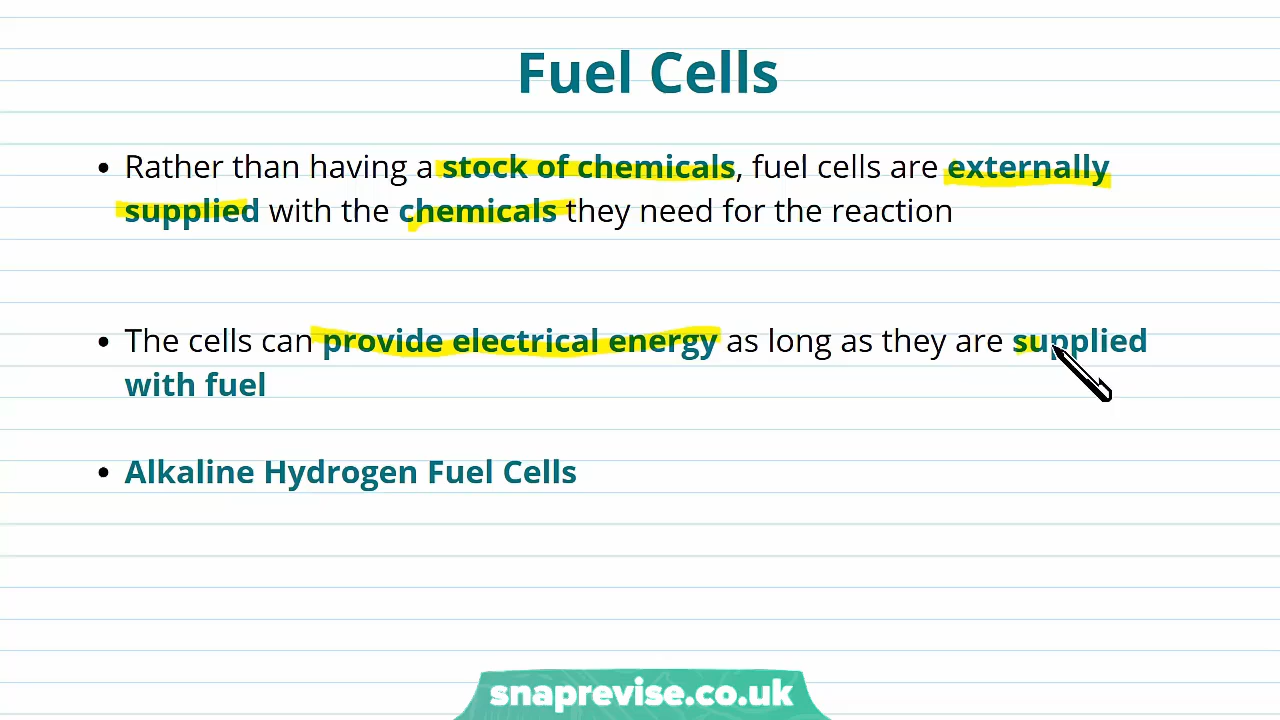 Fuel Cells
• Rather than having a stock of chemicals, fuel cells are externally
supplied with the chemicals they need for the reaction
• The cells can provide electrical energy as long as they are supplied
with fuel
• Alkaline Hydrogen Fuel Cells
snaprevise.co.uk